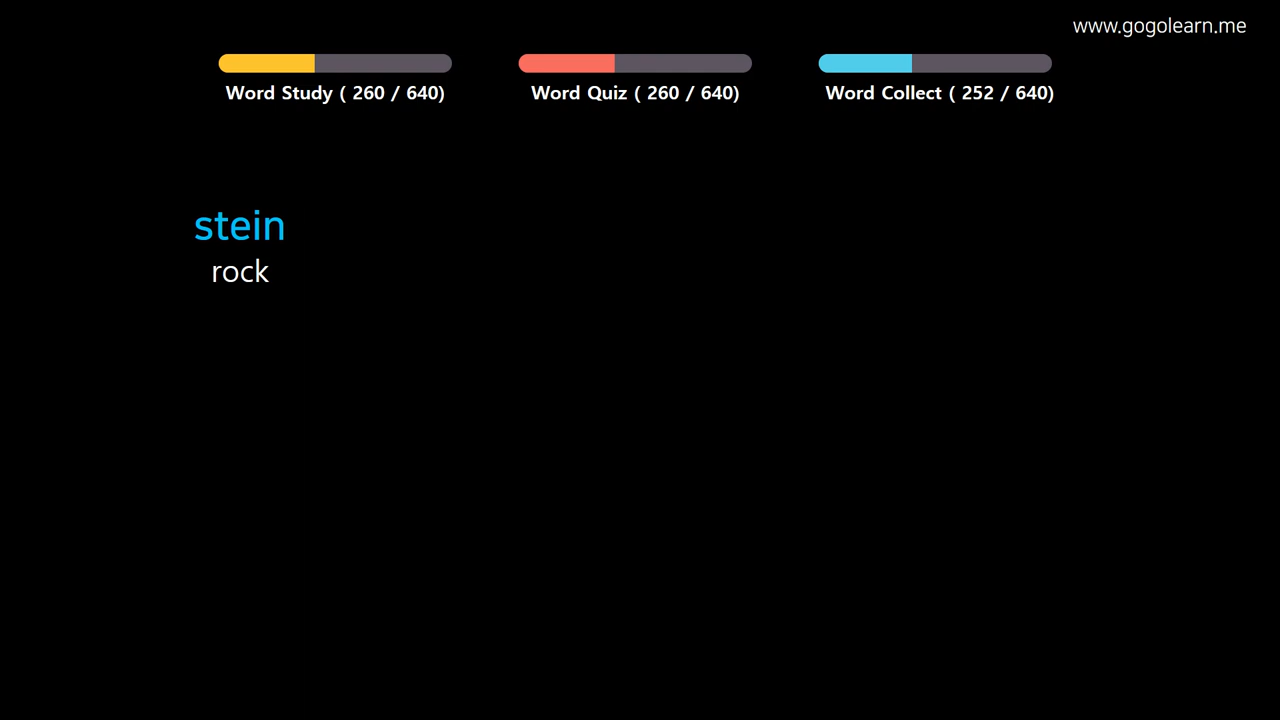 www.gogolearn.me
Word Study ( 260 / 640)
Word Quiz ( 260 / 640)
Word Collect ( 252 / 640)
stein
rock